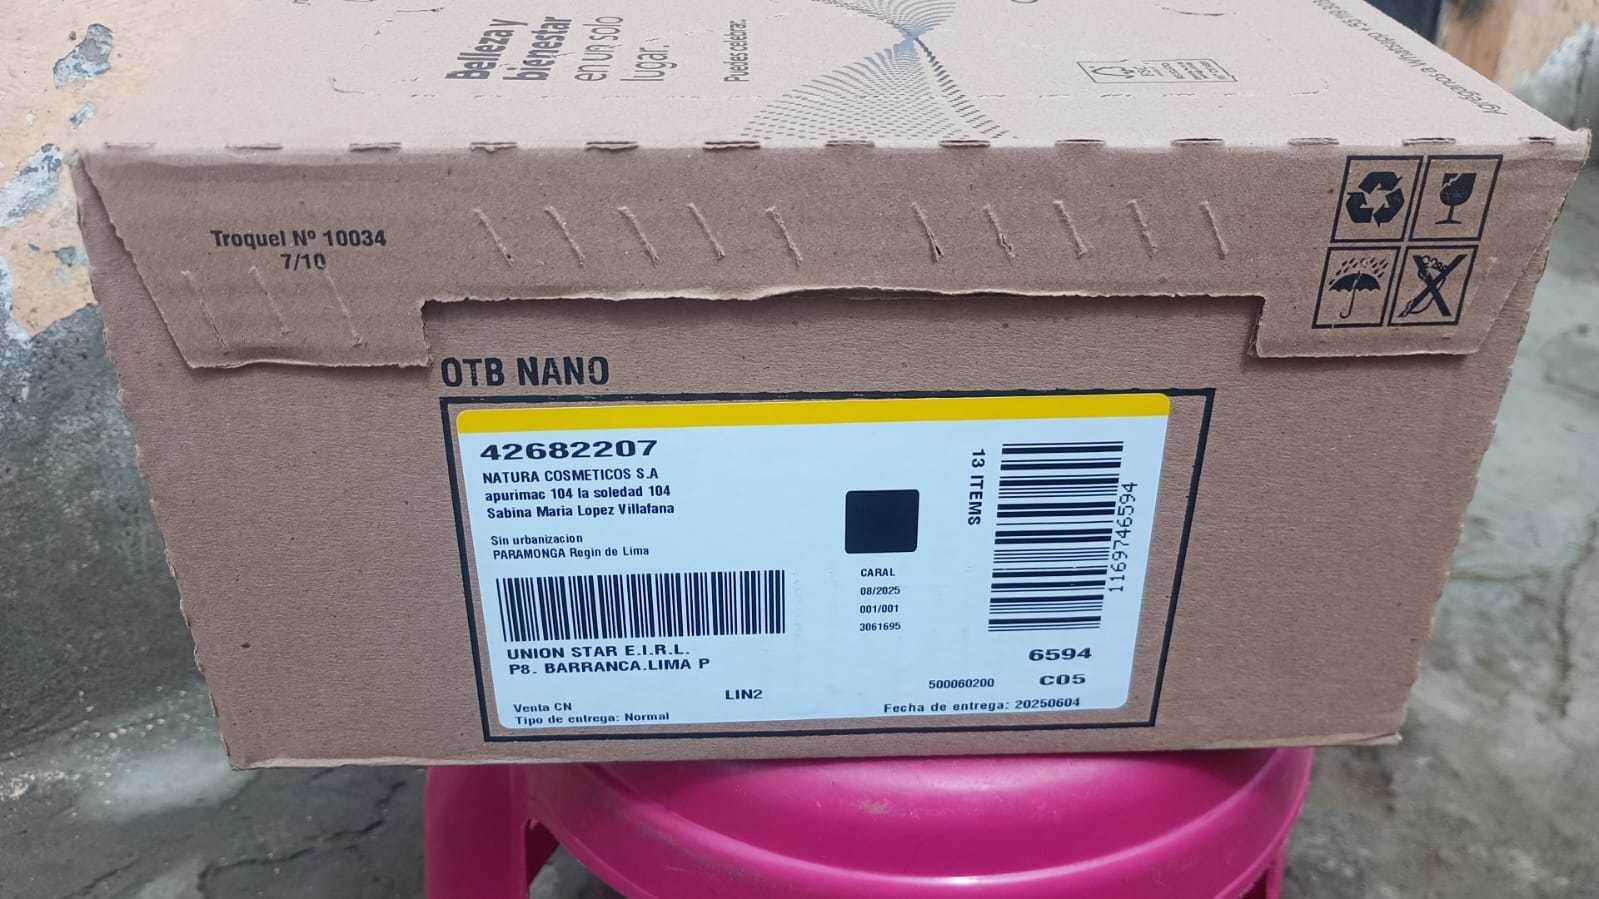 Belleza y
bienestar
en un solo
lugar.
Puedes celebrar.
Troquel Nº 10034
7/10
OTB NANO
42682207
NATURA COSMETICOS S.A
apurimac 104 la soledad 104
Sabina Maria Lopez Villafana
Sin urbanizacion
PARAMONGA Regin de Lima
UNION STAR E.I.R.L.
P8. BARRANCA.LIMA P
LIN2
Venta CN
Tipo de entrega: Normal
CARAL
08/2025
001/001
3061695
13 ITEMS
1169746594
6594
500060200
C05
Fecha de entrega: 20250604